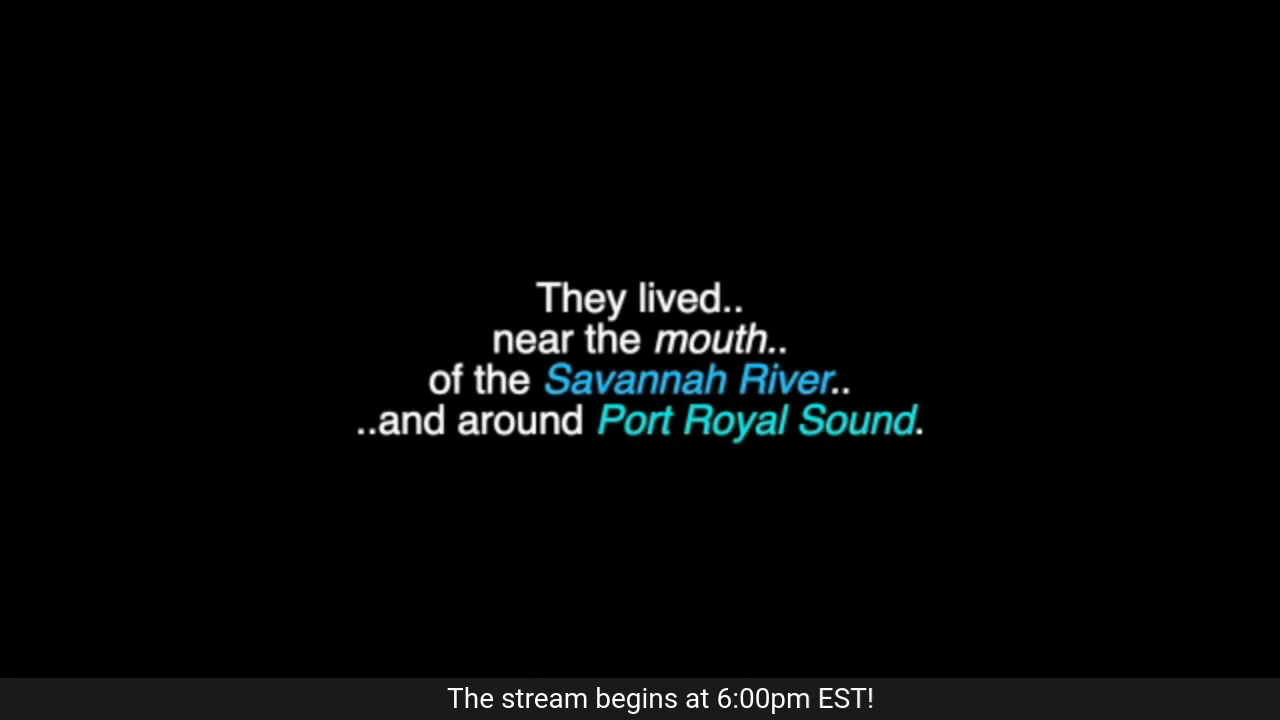 They lived..
near the mouth..
of the Savannah River..
..and around Port Royal Sound.
The stream begins at 6:00pm EST!